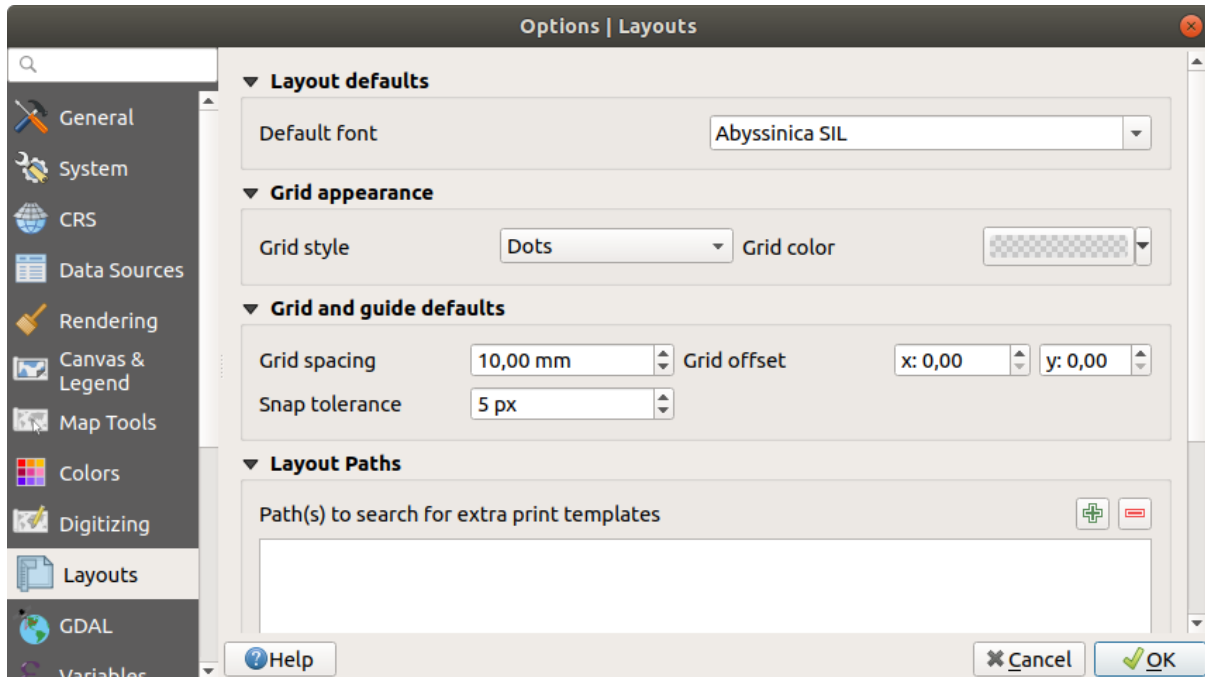 Options | Layouts
General
System
CRS
Data Sources
Rendering
Canvas &
Legend
Map Tools
Colors
Digitizing
Layouts
GDAL
Variables
Layout defaults
Default font Abyssinica SIL
Grid appearance
Grid style Dots Grid color
Grid and guide defaults
Grid spacing 10,00 mm Grid offset x: 0,00 y: 0,00
Snap tolerance 5 px
Layout Paths
Path(s) to search for extra print templates
Help Cancel OK